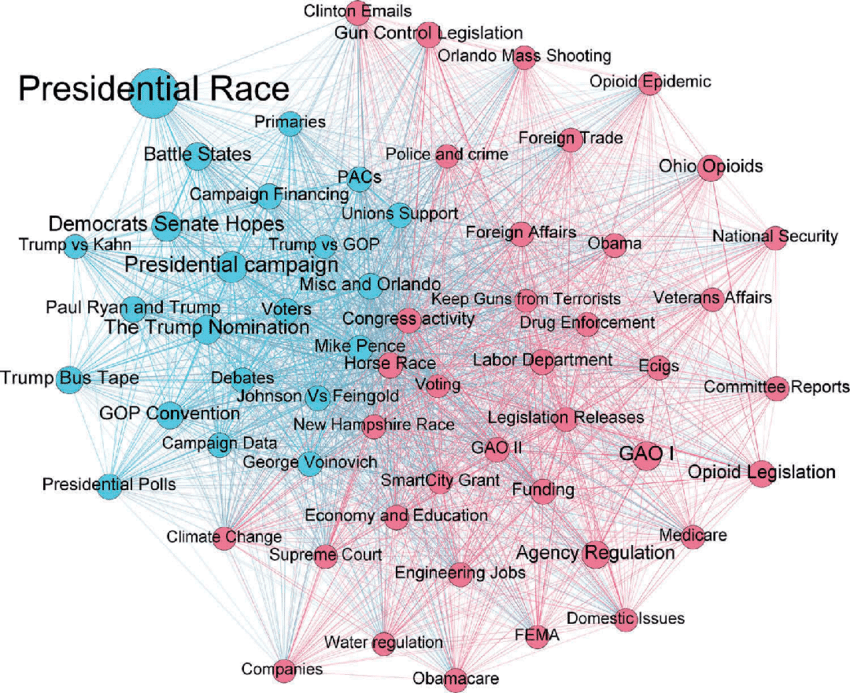 Clinton Emails
Gun Control Legislation
Orlando Mass Shooting
Opioid Epidemic
Presidential Race
Primaries
Foreign Trade
Battle States
Police and crime
Ohio Opioids
PACs
Campaign Financing
Unions Support
Democrats Senate Hopes
Foreign Affairs
National Security
Trump vs Kahn
Trump vs GOP
Obama
Presidential campaign
Misc and Orlando
Keep Guns from Terrorists
Veterans Affairs
Paul Ryan and Trump
Voters
Congress activity
Drug Enforcement
The Trump Nomination
Mike Pence
Horse Race
Labor Department
Ecigs
Trump Bus Tape
Debates
Voting
Committee Reports
Johnson Vs Feingold
GOP Convention
New Hampshire Race
Legislation Releases
Campaign Data
GAO II
GAO I
George Voinovich
Opioid Legislation
Presidential Polls
SmartCity Grant
Funding
Economy and Education
Climate Change
Medicare
Supreme Court
Agency Regulation
Engineering Jobs
Domestic Issues
Water regulation
FEMA
Companies
Obamacare